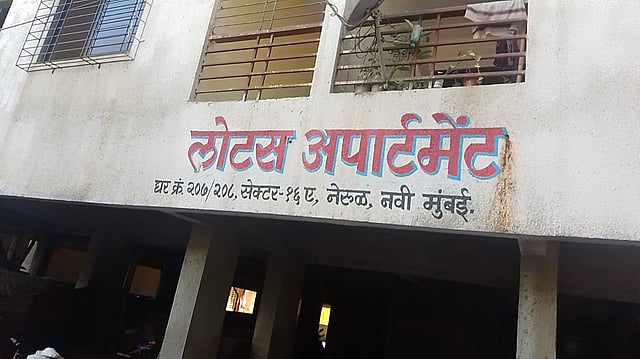 लोटस अपार्टमेंट
घर क्रं २०७/२०८, सेक्टर-१६ ए, नेरुळ, नवी मुंबई.